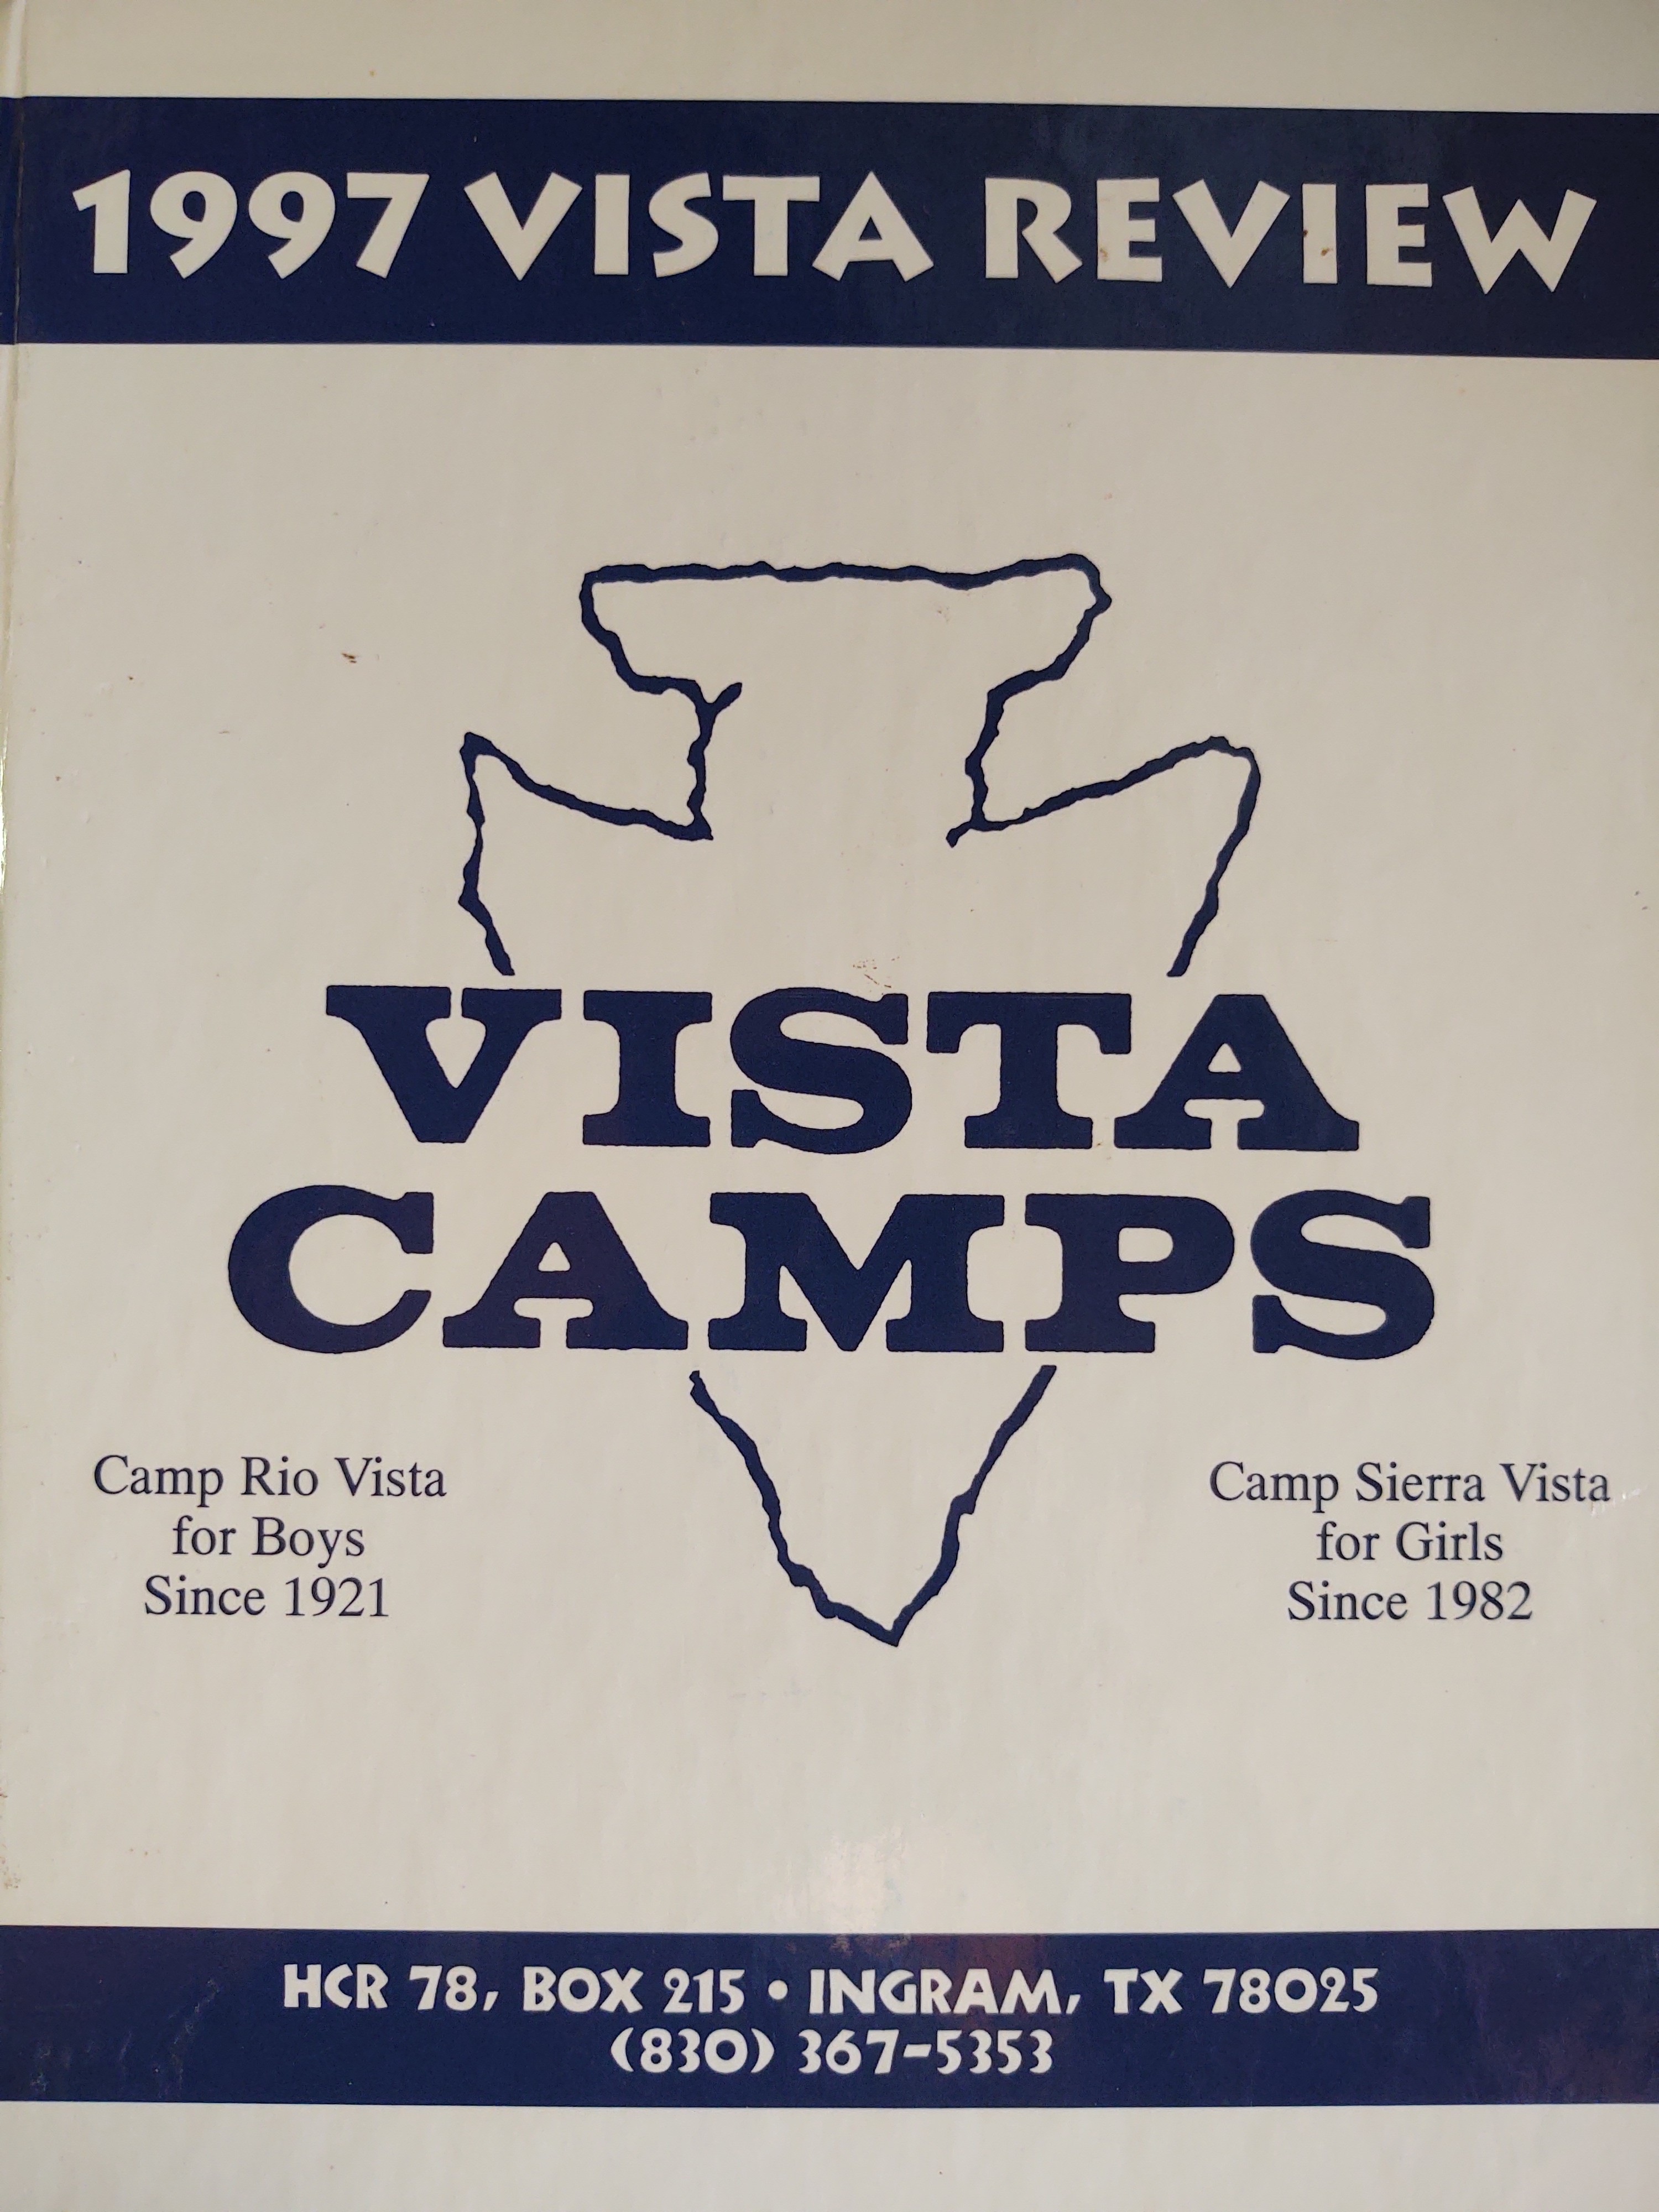 1997 VISTA REVIEW
VISTA
CAMPS
Camp Rio Vista
for Boys
Since 1921
Camp Sierra Vista
for Girls
Since 1982
HCR 78, BOX 215 • INGRAM, TX 78025
(830) 367-5353